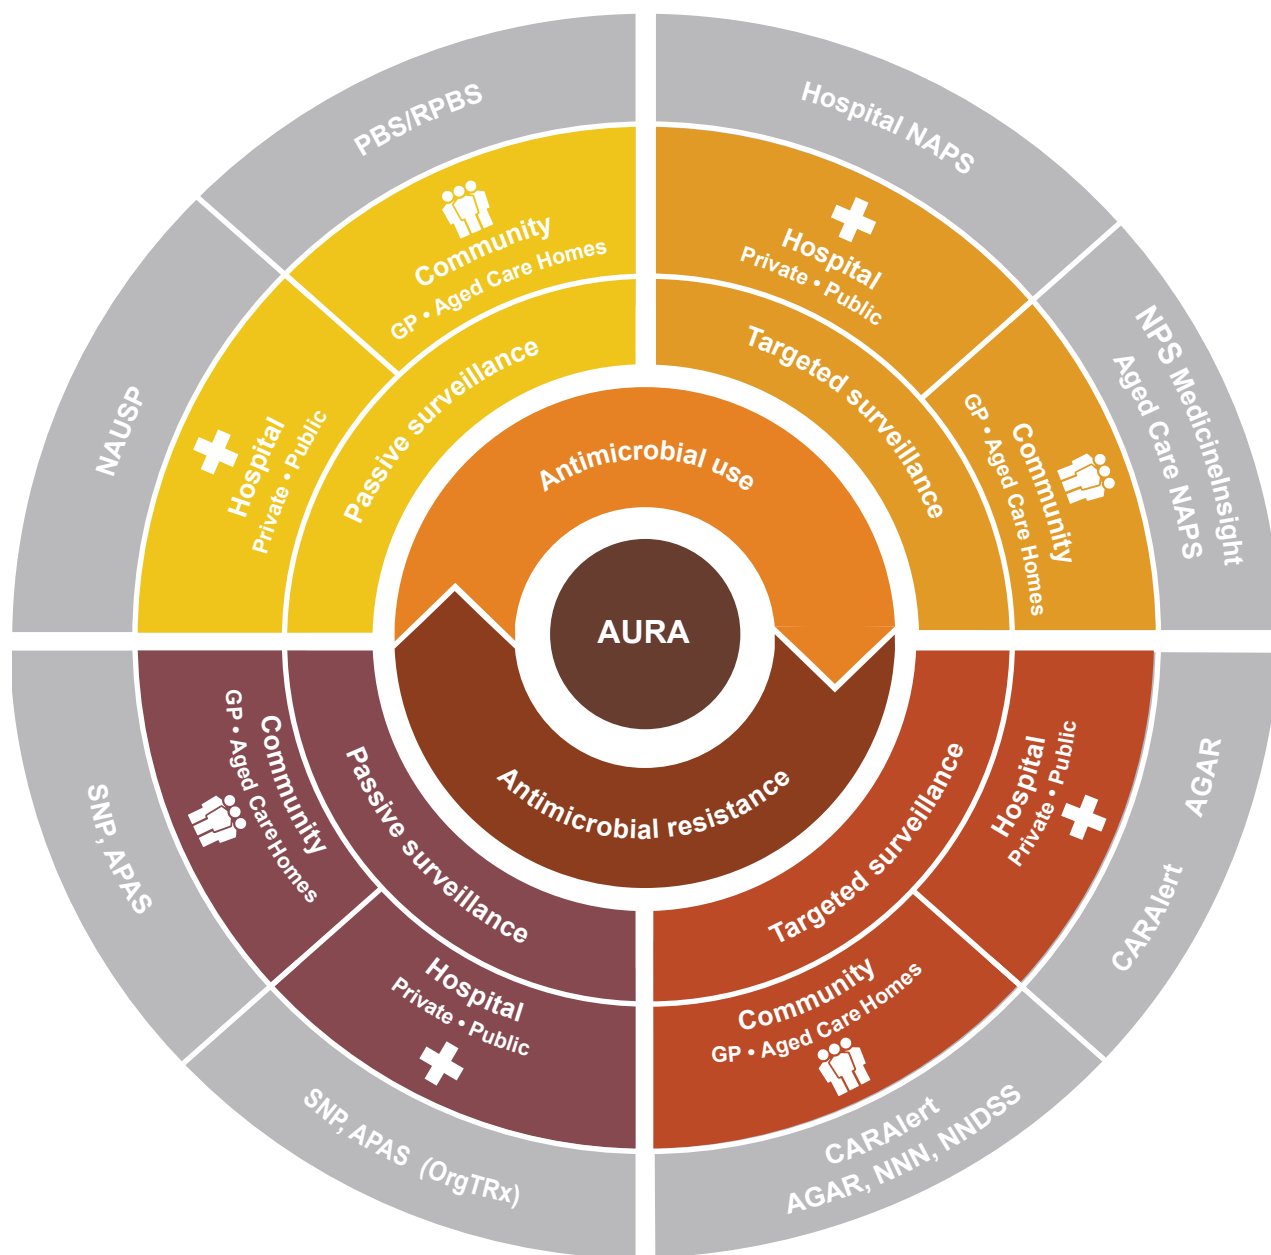 PBS/RPBS
Hospital NAPS
Community
GP • Aged Care Homes
Hospital
Private • Public
Passive surveillance
Targeted surveillance
NAUSP
Hospital
Private • Public
Community
GP • Aged Care Homes
NPS MedicineInsight
Aged Care NAPS
Antimicrobial use
AURA
Antimicrobial resistance
SNP, APAS
Community
GP • Aged Care Homes
Passive surveillance
Hospital
Private • Public
SNP, APAS (OrgTRx)
Targeted surveillance
Hospital
Private • Public
AGAR
CARAlert
Community
GP • Aged Care Homes
CARAlert
AGAR, NNN, NNDSS